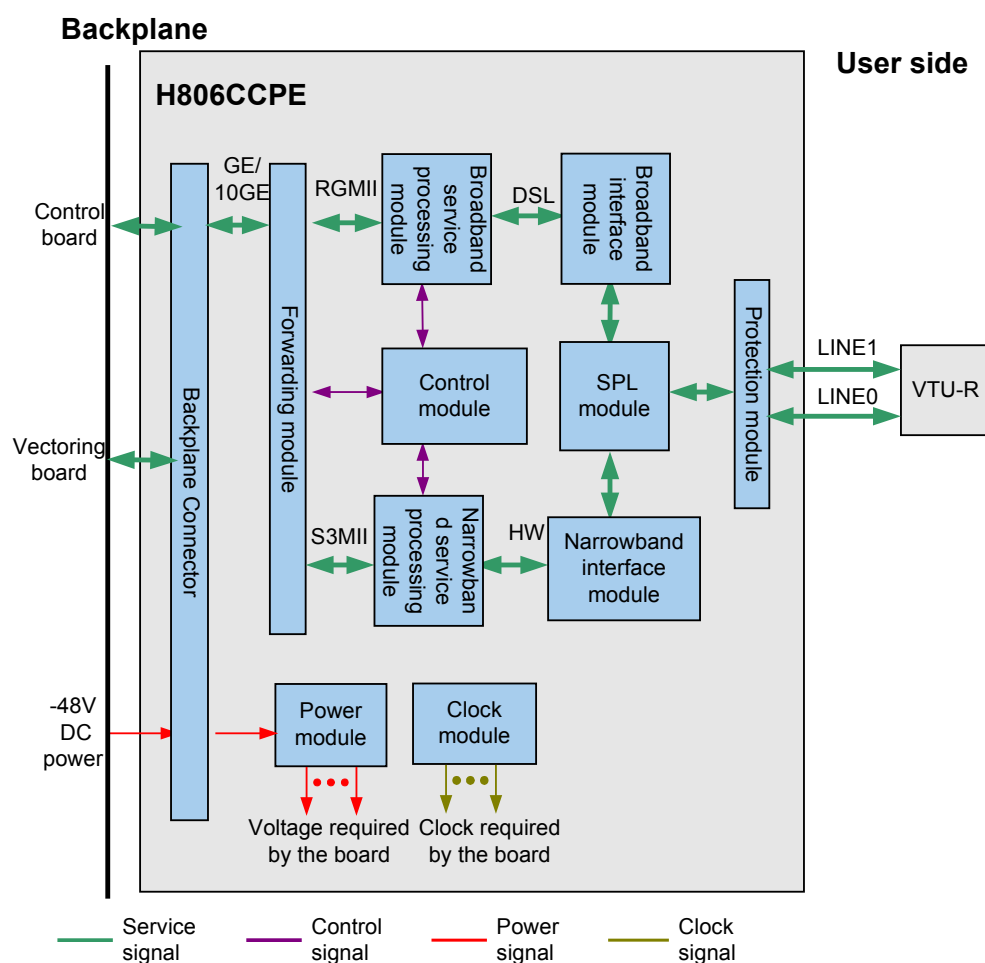 Backplane
User side
H806CCPE
GE/
10GE
RGMII
DSL
Control
board
Vectoring
board
-48V
DC
power
Backplane Connector
Forwarding module
Broadband
service
processing
module
Broadband
interface
module
Control
module
SPL
module
Protection module
LINE1
LINE0
VTU-R
S3MII
Narrowban
d service
processing
module
HW
Narrowband
interface
module
Power
module
Clock
module
Voltage required
by the board
Clock required
by the board
Service
signal
Control
signal
Power
signal
Clock
signal